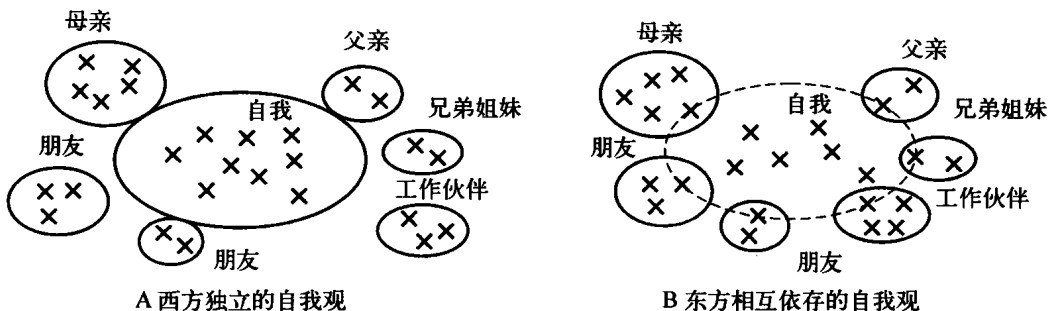 母亲
父亲
自我
兄弟姐妹
朋友
工作伙伴
朋友
A 西方独立的自我观
母亲
父亲
自我
兄弟姐妹
朋友
工作伙伴
朋友
B 东方相互依存的自我观